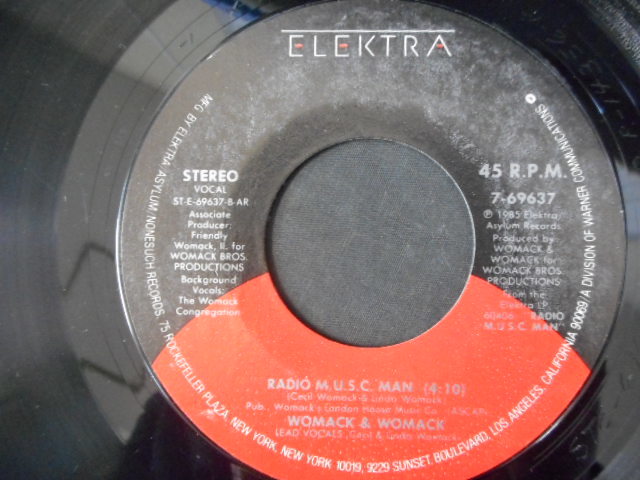 ELEKTRA
STEREO
VOCAL
ST-E-69637-B-AR
Associate
Producer:
Friendly
Womack, II. for
WOMACK BROS.
PRODUCTIONS
Background
Vocals:
The Womack
Congregation
45 R.P.M.
7-69637
℗ 1985 Elektra/
Asylum Records
Produced by
WOMACK &
WOMACK for
WOMACK BROS.
PRODUCTIONS
From the
Elektra LP
60406 "RADIO
M.U.S.C. MAN"
RADIO M.U.S.C. MAN (4:10)
(Cecil Womack & Linda Womack)
Pub. Womack's London House Music Co. (ASCAP)
WOMACK & WOMACK
LEAD VOCALS: Cecil & Linda Womack
MFG. BY ELEKTRA/ASYLUM/NONESUCH RECORDS, 75 ROCKEFELLER PLAZA, NEW YORK, NEW YORK 10019, 9229 SUNSET BOULEVARD, LOS ANGELES, CALIFORNIA 90069/A DIVISION OF WARNER COMMUNICATIONS